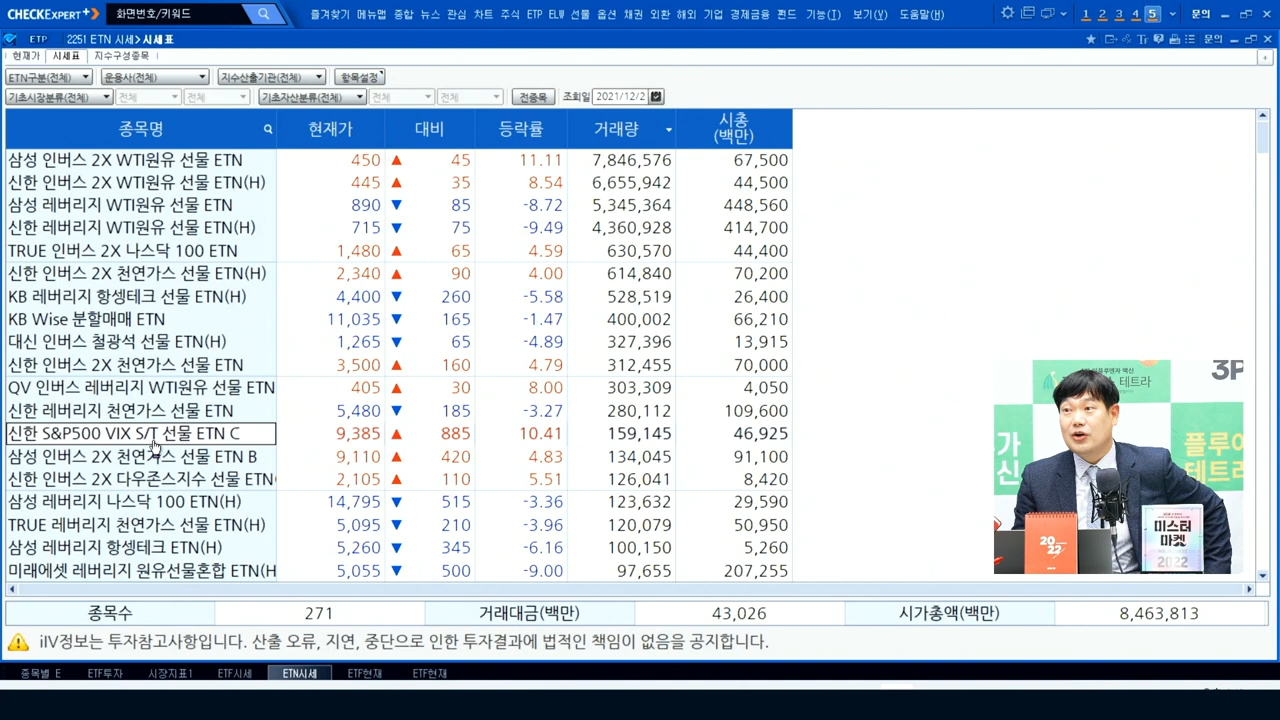 CHECKEXPERT+ 화면번호/키워드 즐겨찾기 메뉴맵 종합 뉴스 관심 차트 주식 ETP ELW 선물 옵션 채권 외환 해외 기업 경제금융 펀드 기능(T) 보기(V) 도움말(H) 1 2 3 4 5 문의
ETP 2251 ETN 시세>시세표 문의
현재가 시세표 지수구성종목
ETN구분(전체) 운용사(전체) 지수산출기관(전체) 항목설정
기초시장분류(전체) 전체 전체 기초자산분류(전체) 전체 전체 전종목 조회일 2021/12/2
종목명 현재가 대비 등락률 거래량 시총 (백만)
삼성 인버스 2X WTI원유 선물 ETN 450 ▲ 45 11.11 7,846,576 67,500
신한 인버스 2X WTI원유 선물 ETN(H) 445 ▲ 35 8.54 6,655,942 44,500
삼성 레버리지 WTI원유 선물 ETN 890 ▼ 85 -8.72 5,345,364 448,560
신한 레버리지 WTI원유 선물 ETN(H) 715 ▼ 75 -9.49 4,360,928 414,700
TRUE 인버스 2X 나스닥 100 ETN 1,480 ▲ 65 4.59 630,570 44,400
신한 인버스 2X 천연가스 선물 ETN(H) 2,340 ▲ 90 4.00 614,840 70,200
KB 레버리지 항셍테크 선물 ETN(H) 4,400 ▼ 260 -5.58 528,519 26,400
KB Wise 분할매매 ETN 11,035 ▼ 165 -1.47 400,002 66,210
대신 인버스 철광석 선물 ETN(H) 1,265 ▼ 65 -4.89 327,396 13,915
신한 인버스 2X 천연가스 선물 ETN 3,500 ▲ 160 4.79 312,455 70,000
QV 인버스 레버리지 WTI원유 선물 ETN 405 ▲ 30 8.00 303,309 4,050
신한 레버리지 천연가스 선물 ETN 5,480 ▼ 185 -3.27 280,112 109,600
신한 S&P500 VIX S/T 선물 ETN C 9,385 ▲ 885 10.41 159,145 46,925
삼성 인버스 2X 천연가스 선물 ETN B 9,110 ▲ 420 4.83 134,045 91,100
신한 인버스 2X 다우존스지수 선물 ETN( 2,105 ▲ 110 5.51 126,041 8,420
삼성 레버리지 나스닥 100 ETN(H) 14,795 ▼ 515 -3.36 123,632 29,590
TRUE 레버리지 천연가스 선물 ETN(H) 5,095 ▼ 210 -3.96 120,079 50,950
삼성 레버리지 항셍테크 ETN(H) 5,260 ▼ 345 -6.16 100,150 5,260
미래에셋 레버리지 원유선물혼합 ETN(H 5,055 ▼ 500 -9.00 97,655 207,255
테트라
3P
가
신
플루에
테트라
2022
미스터
마켓
2022
종목수 271 거래대금(백만) 43,026 시가총액(백만) 8,463,813
iIV정보는 투자참고사항입니다. 산출 오류, 지연, 중단으로 인한 투자결과에 법적인 책임이 없음을 공지합니다.
종목별 E ETF투자 시장지표1 ETF시세 ETN시세 ETF현재 ETF현재